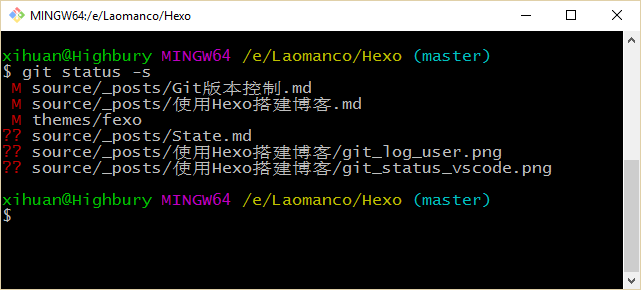 MINGW64:/e/Laomanco/Hexo
xihuan@Highbury MINGW64 /e/Laomanco/Hexo (master)
$ git status -s
 M source/_posts/Git版本控制.md
 M source/_posts/使用Hexo搭建博客.md
 M themes/fexo
?? source/_posts/State.md
?? source/_posts/使用Hexo搭建博客/git_log_user.png
?? source/_posts/使用Hexo搭建博客/git_status_vscode.png
xihuan@Highbury MINGW64 /e/Laomanco/Hexo (master)
$